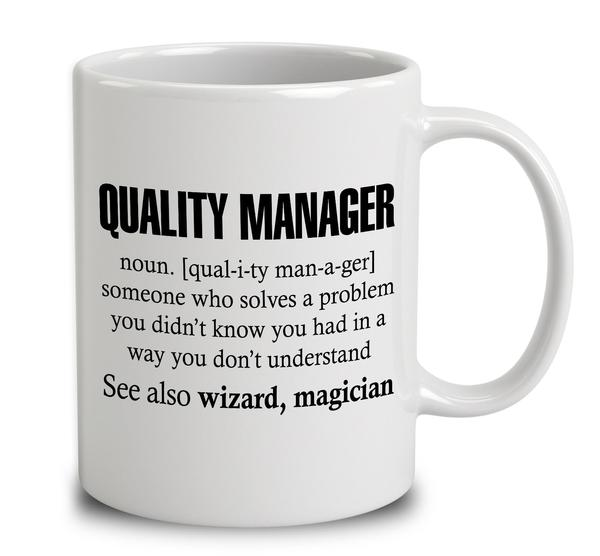 QUALITY MANAGER
noun. [qual-i-ty man-a-ger]
someone who solves a problem
you didn't know you had in a
way you don't understand
See also wizard, magician